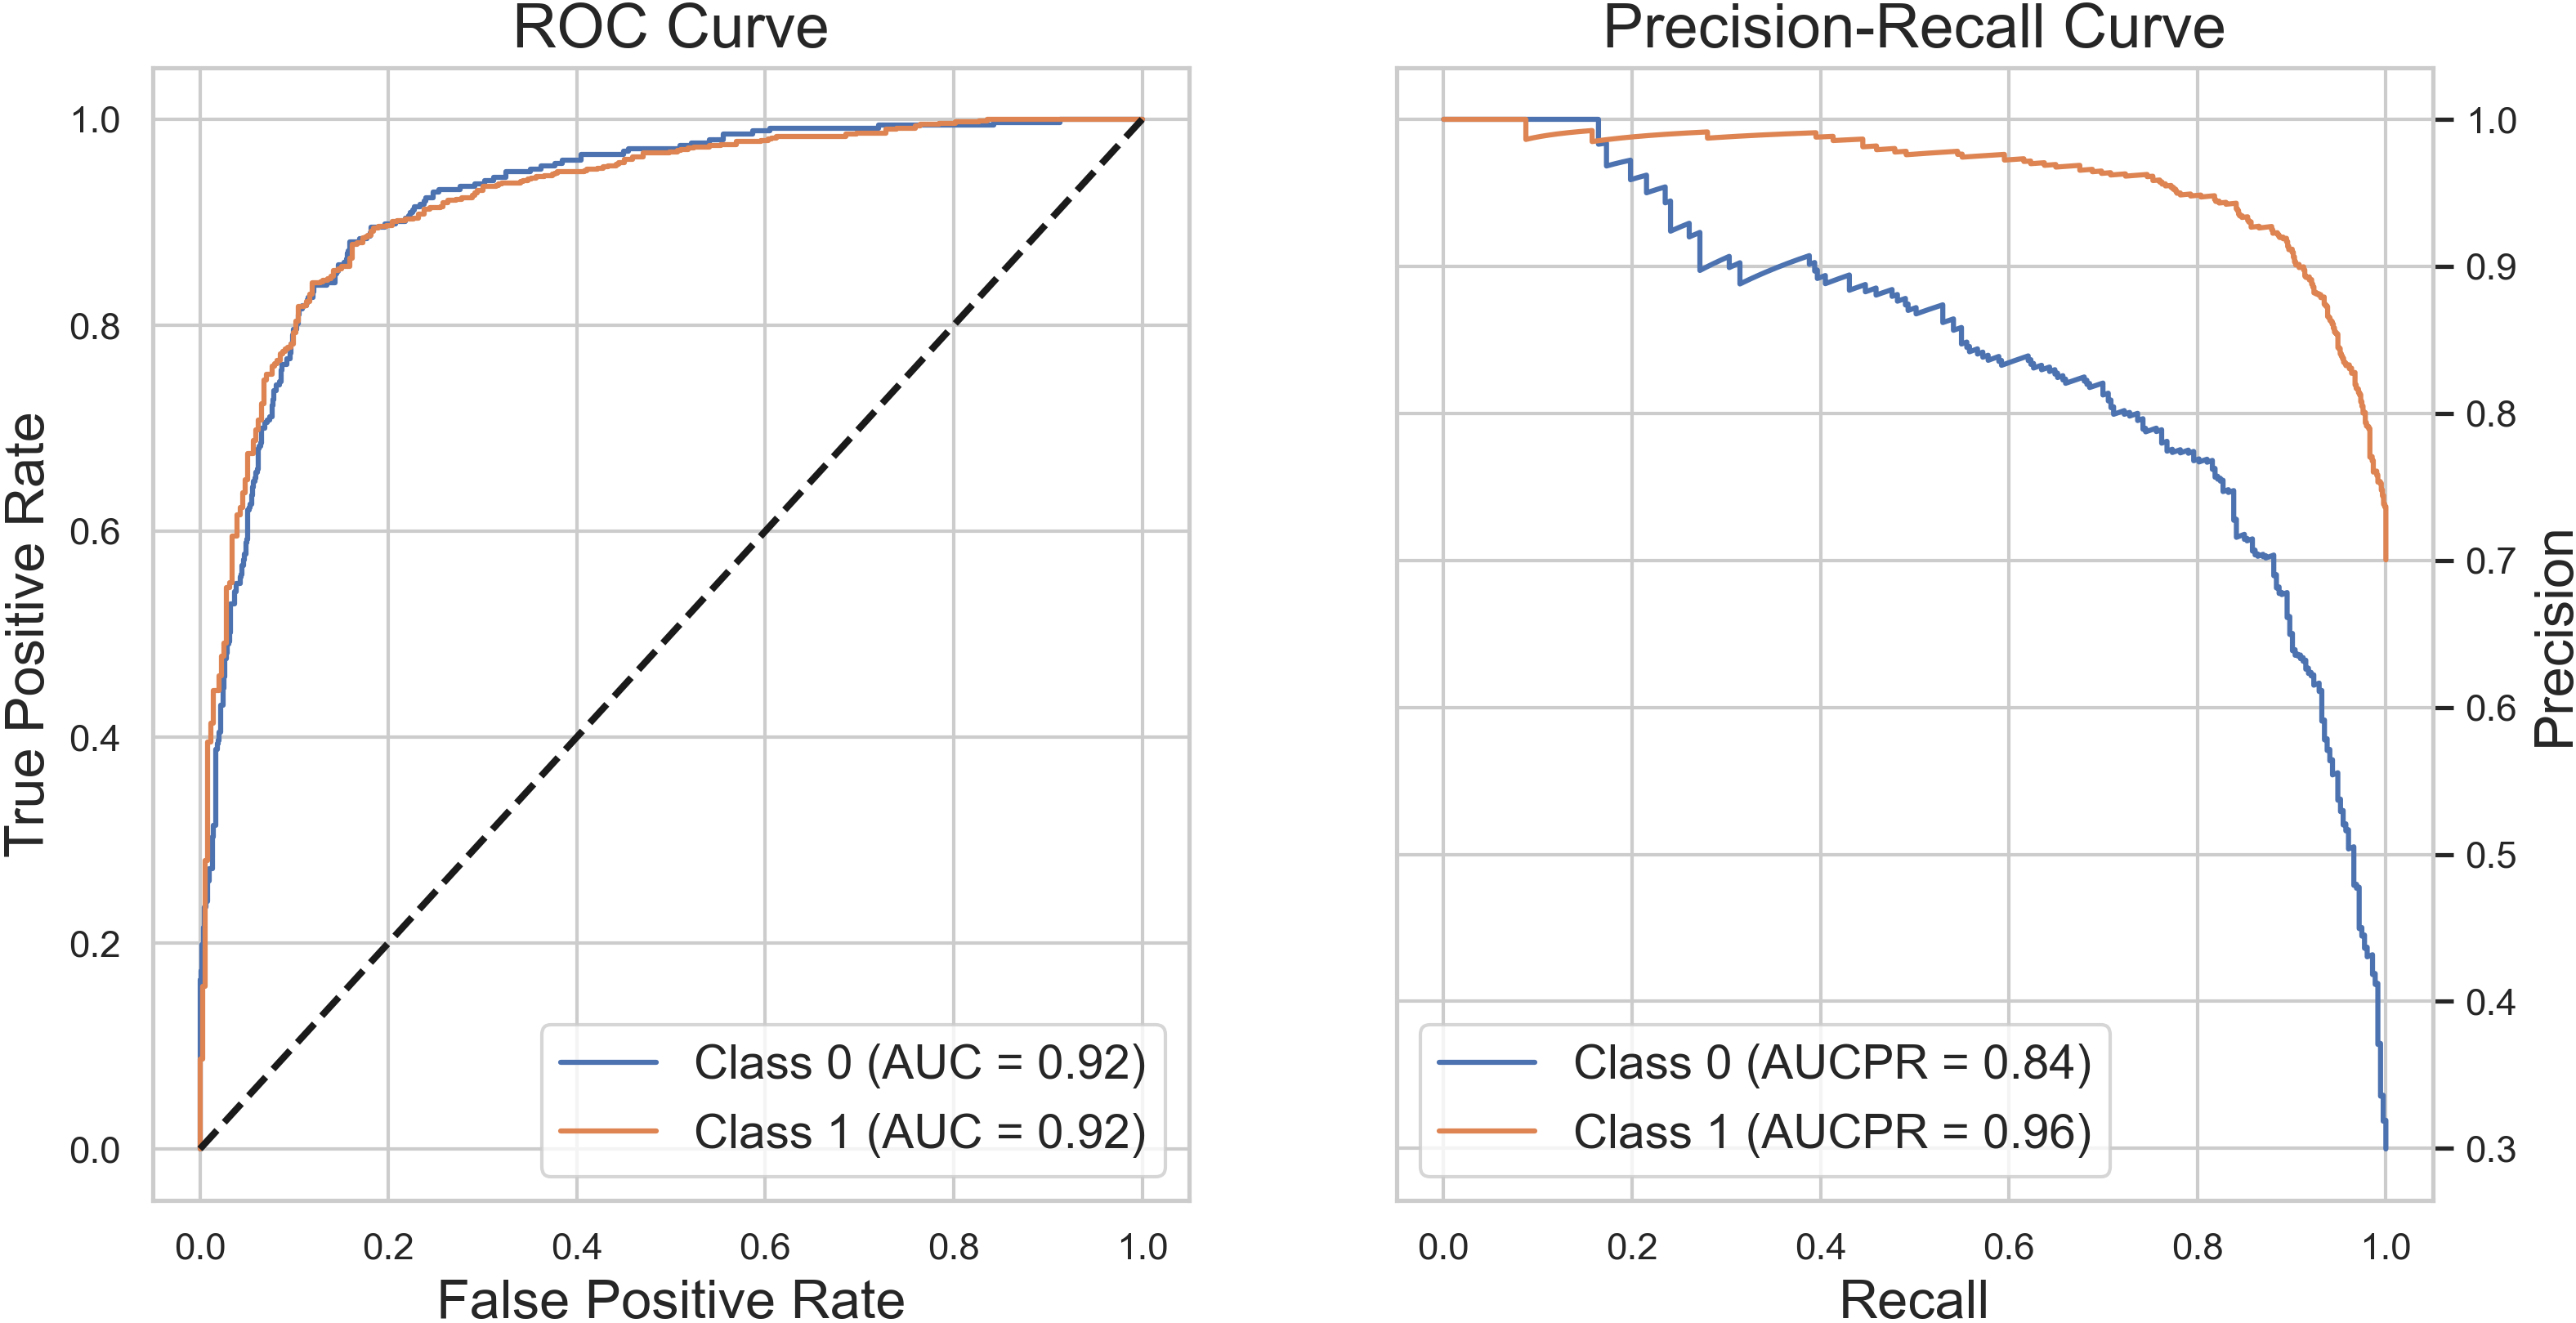 ROC Curve
True Positive Rate
1.0
0.8
0.6
0.4
0.2
0.0
Class 0 (AUC = 0.92)
Class 1 (AUC = 0.92)
0.0 0.2 0.4 0.6 0.8 1.0
False Positive Rate
Precision-Recall Curve
1.0
0.9
0.8
0.7
0.6
0.5
0.4
0.3
Precision
Class 0 (AUCPR = 0.84)
Class 1 (AUCPR = 0.96)
0.0 0.2 0.4 0.6 0.8 1.0
Recall